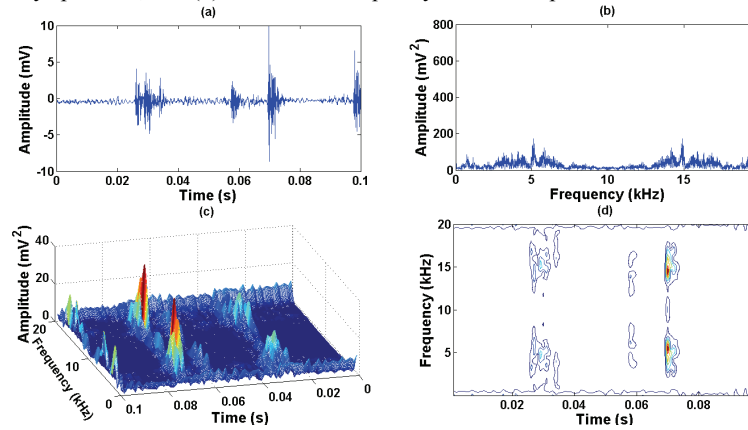 (a)
10
5
0
-5
-10
Amplitude (mV)
0 0.02 0.04 0.06 0.08 0.1
Time (s)
(b)
800
600
400
200
0
Amplitude (mV²)
0 5 10 15
Frequency (kHz)
(c)
40
20
0
Amplitude (mV²)
20
10
0
Frequency (kHz)
0.1 0.08 0.06 0.04 0.02 0
Time (s)
(d)
20
15
10
5
Frequency (kHz)
0.02 0.04 0.06 0.08
Time (s)